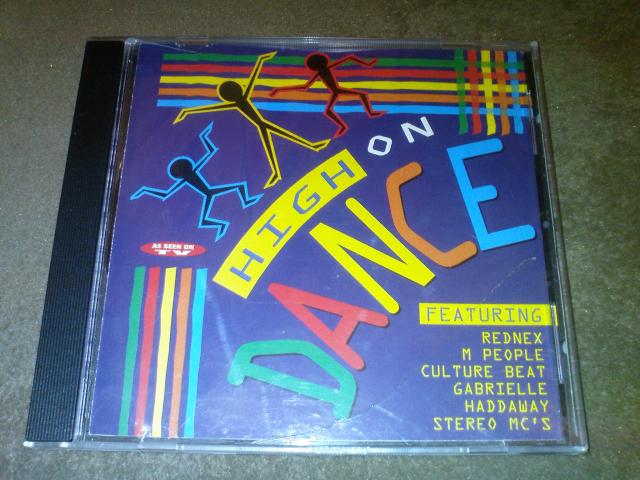 HIGH
ON
DANCE
AS SEEN ON
TV
FEATURING
REDNEX
M PEOPLE
CULTURE BEAT
GABRIELLE
HADDAWAY
STEREO MC'S